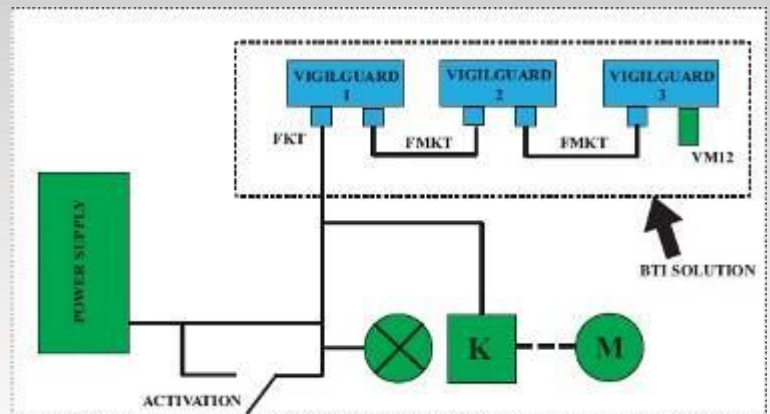 VIGILGUARD
1
VIGILGUARD
2
VIGILGUARD
3
FKT
FMKT
FMKT
VM12
POWER SUPPLY
BTI SOLUTION
K
M
ACTIVATION